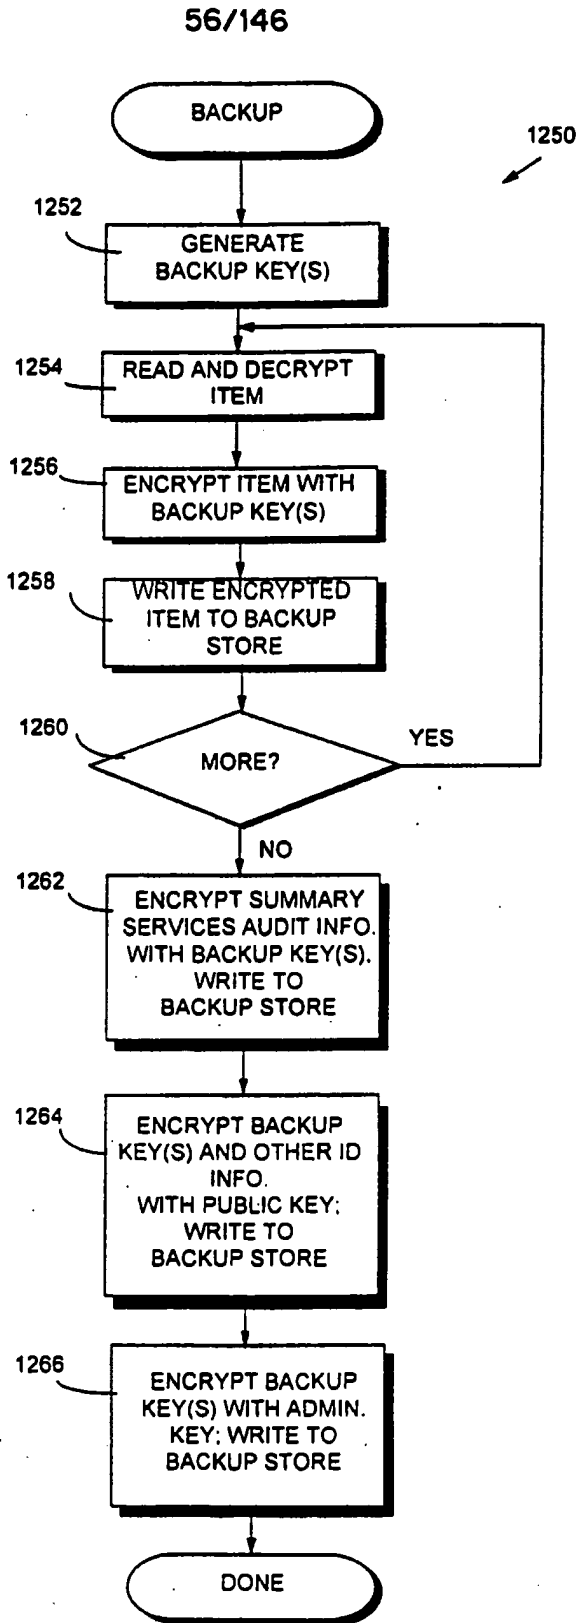 56/146
BACKUP
1250
1252
GENERATE
BACKUP KEY(S)
1254
READ AND DECRYPT
ITEM
1256
ENCRYPT ITEM WITH
BACKUP KEY(S)
1258
WRITE ENCRYPTED
ITEM TO BACKUP
STORE
1260
MORE?
YES
NO
1262
ENCRYPT SUMMARY
SERVICES AUDIT INFO.
WITH BACKUP KEY(S).
WRITE TO
BACKUP STORE
1264
ENCRYPT BACKUP
KEY(S) AND OTHER ID
INFO.
WITH PUBLIC KEY;
WRITE TO
BACKUP STORE
1266
ENCRYPT BACKUP
KEY(S) WITH ADMIN.
KEY; WRITE TO
BACKUP STORE
DONE